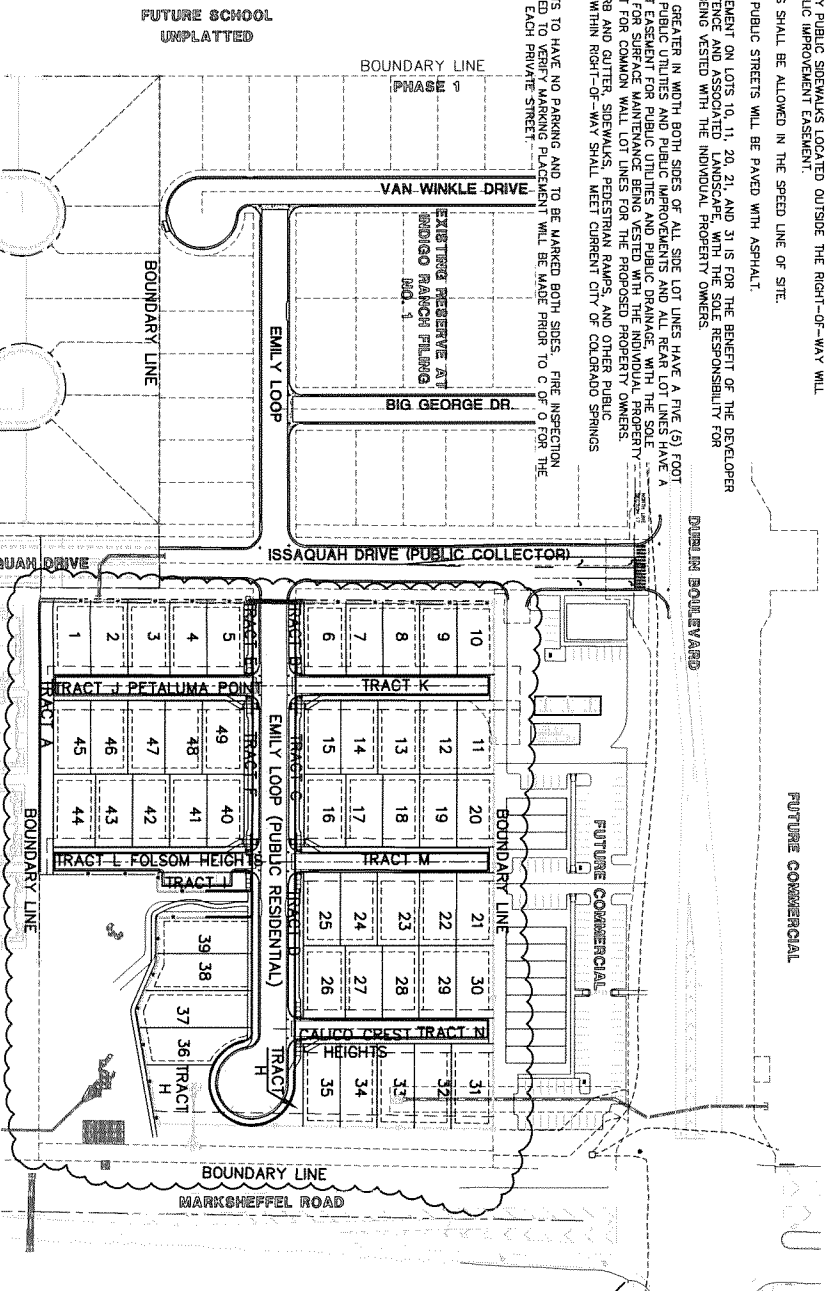 Y PUBLIC SIDEWALKS LOCATED OUTSIDE THE RIGHT-OF-WAY WILL
LIC IMPROVEMENT EASEMENT.
S SHALL BE ALLOWED IN THE SPEED LINE OF SITE.
PUBLIC STREETS WILL BE PAVED WITH ASPHALT.
EMENT ON LOTS 10, 11, 20, 21, AND 31 IS FOR THE BENEFIT OF THE DEVELOPER
ENCE AND ASSOCIATED LANDSCAPE, WITH THE SOLE RESPONSIBILITY FOR
BEING VESTED WITH THE INDIVIDUAL PROPERTY OWNERS.
GREATER IN WIDTH BOTH SIDES OF ALL SIDE LOT LINES HAVE A FIVE (5) FOOT
PUBLIC UTILITIES AND PUBLIC IMPROVEMENTS AND ALL REAR LOT LINES HAVE A
T EASEMENT FOR PUBLIC UTILITIES AND PUBLIC DRAINAGE, WITH THE SOLE
FOR SURFACE MAINTENANCE BEING VESTED WITH THE INDIVIDUAL PROPERTY
T FOR COMMON WALL LOT LINES FOR THE PROPOSED PROPERTY OWNERS.
RB AND GUTTER, SIDEWALKS, PEDESTRIAN RAMPS, AND OTHER PUBLIC
WITHIN RIGHT-OF-WAY SHALL MEET CURRENT CITY OF COLORADO SPRINGS
TS TO HAVE NO PARKING AND TO BE MARKED BOTH SIDES. FIRE INSPECTION
ED TO VERIFY MARKING PLACEMENT WILL BE MADE PRIOR TO C OF O FOR THE
EACH PRIVATE STREET.
FUTURE SCHOOL
UNPLATTED
BOUNDARY LINE
PHASE 1
VAN WINKLE DRIVE
EXISTING RESERVE AT
INDIGO RANCH FILING
NO. 1
BOUNDARY LINE
EMILY LOOP
BIG GEORGE DR.
DUBLIN BOULEVARD
ISSAQUAH DRIVE (PUBLIC COLLECTOR)
QUAH DRIVE
FUTURE COMMERCIAL
FUTURE COMMERCIAL
1
2
3
4
5
TRACT E
TRACT B
6
7
8
9
10
TRACT J PETALUMA POINT
TRACT K
TRACT A
45
46
47
48
49
TRACT F
EMILY LOOP (PUBLIC RESIDENTIAL)
TRACT C
15
14
13
12
11
44
43
42
41
40
16
17
18
19
20
BOUNDARY LINE
BOUNDARY LINE
TRACT L FOLSOM HEIGHTS
TRACT M
TRACT I
TRACT D
25
24
23
22
21
39
38
26
27
28
29
30
37
36
TRACT
H
CALICO CREST
HEIGHTS
TRACT N
TRACT
H
35
34
33
32
31
BOUNDARY LINE
MARKSHEFFEL ROAD